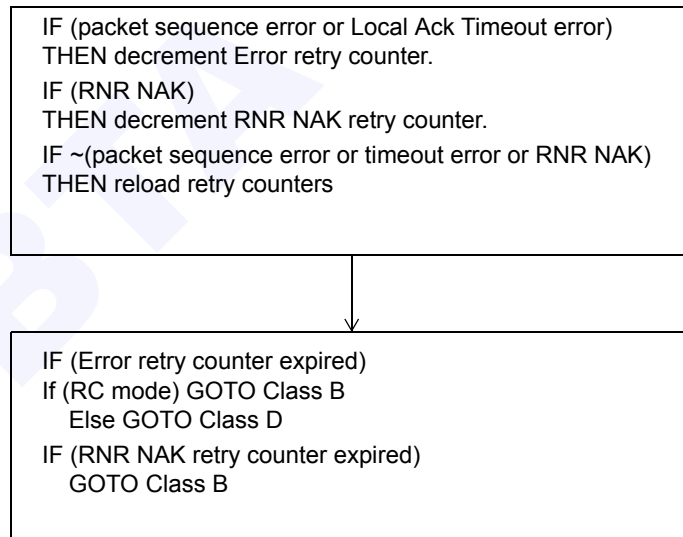 IF (packet sequence error or Local Ack Timeout error)
THEN decrement Error retry counter.
IF (RNR NAK)
THEN decrement RNR NAK retry counter.
IF ~(packet sequence error or timeout error or RNR NAK)
THEN reload retry counters
IF (Error retry counter expired)
If (RC mode) GOTO Class B
Else GOTO Class D
IF (RNR NAK retry counter expired)
GOTO Class B
BTA